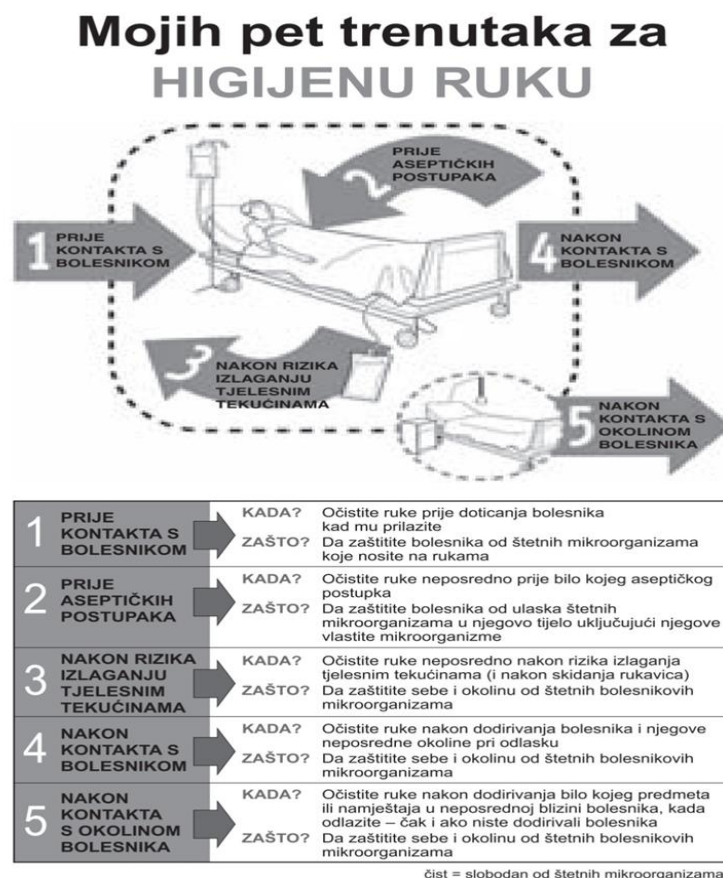 Mojih pet trenutaka za
HIGIJENU RUKU
2
PRIJE
ASEPTIČKIH
POSTUPAKA
1
PRIJE
KONTAKTA S
BOLESNIKOM
4
NAKON
KONTAKTA S
BOLESNIKOM
3
NAKON RIZIKA
IZLAGANJU
TJELESNIM
TEKUĆINAMA
5
NAKON
KONTAKTA S
OKOLINOM
BOLESNIKA
1
PRIJE
KONTAKTA S
BOLESNIKOM
KADA? Očistite ruke prije doticanja bolesnika
kad mu prilazite
ZAŠTO? Da zaštitite bolesnika od štetnih mikroorganizama
koje nosite na rukama
2
PRIJE
ASEPTIČKIH
POSTUPAKA
KADA? Očistite ruke neposredno prije bilo kojeg aseptičkog
postupka
ZAŠTO? Da zaštitite bolesnika od ulaska štetnih
mikroorganizama u njegovo tijelo uključujući njegove
vlastite mikroorganizme
3
NAKON RIZIKA
IZLAGANJU
TJELESNIM
TEKUĆINAMA
KADA? Očistite ruke neposredno nakon rizika izlaganja
tjelesnim tekućinama (i nakon skidanja rukavica)
ZAŠTO? Da zaštitite sebe i okolinu od štetnih bolesnikovih
mikroorganizama
4
NAKON
KONTAKTA S
BOLESNIKOM
KADA? Očistite ruke nakon dodirivanja bolesnika i njegove
neposredne okoline pri odlasku
ZAŠTO? Da zaštitite sebe i okolinu od štetnih bolesnikovih
mikroorganizama
5
NAKON
KONTAKTA
S OKOLINOM
BOLESNIKA
KADA? Očistite ruke nakon dodirivanja bilo kojeg predmeta
ili namještaja u neposrednoj blizini bolesnika, kada
odlazite – čak i ako niste dodirivali bolesnika
ZAŠTO? Da zaštitite sebe i okolinu od štetnih bolesnikovih
mikroorganizama
čist = slobodan od štetnih mikroorganizama